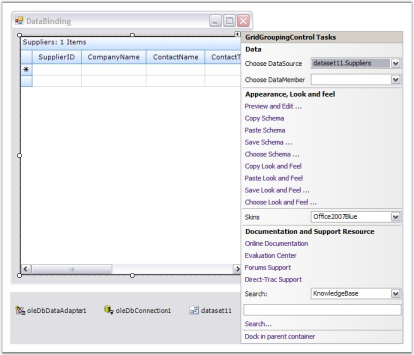 DataBinding
Suppliers: 1 Items
SupplierID CompanyName ContactName ContactT
GridGroupingControl Tasks
Data
Choose DataSource dataset11.Suppliers
Choose DataMember
Appearance, Look and feel
Preview and Edit ...
Copy Schema
Paste Schema
Save Schema ...
Choose Schema ...
Copy Look and Feel
Paste Look and Feel
Save Look and Feel ...
Choose Look and Feel ...
Skins Office2007Blue
Documentation and Support Resource
Online Documentation
Evaluation Center
Forums Support
Direct-Trac Support
Search: KnowledgeBase
Search...
Dock in parent container
oleDbDataAdapter1 oleDbConnection1 dataset11